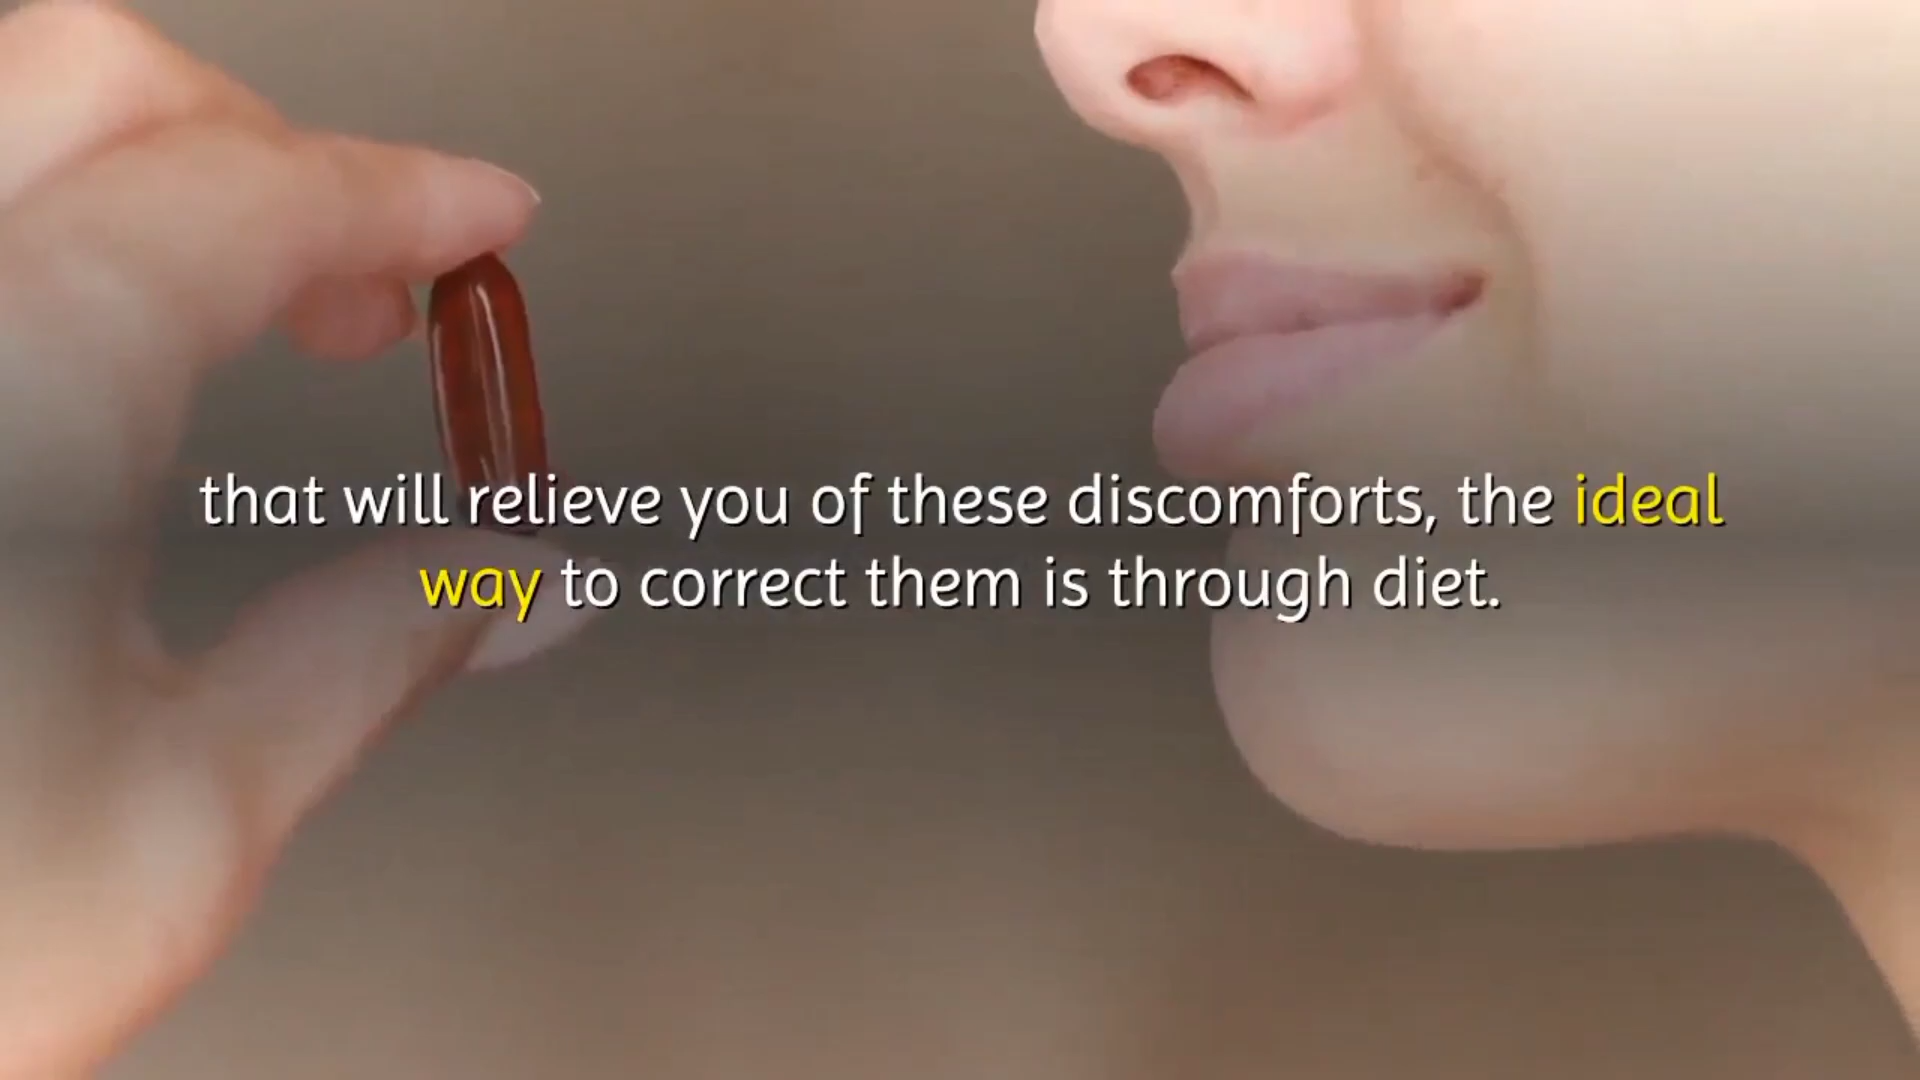 that will relieve you of these discomforts, the ideal
way to correct them is through diet.